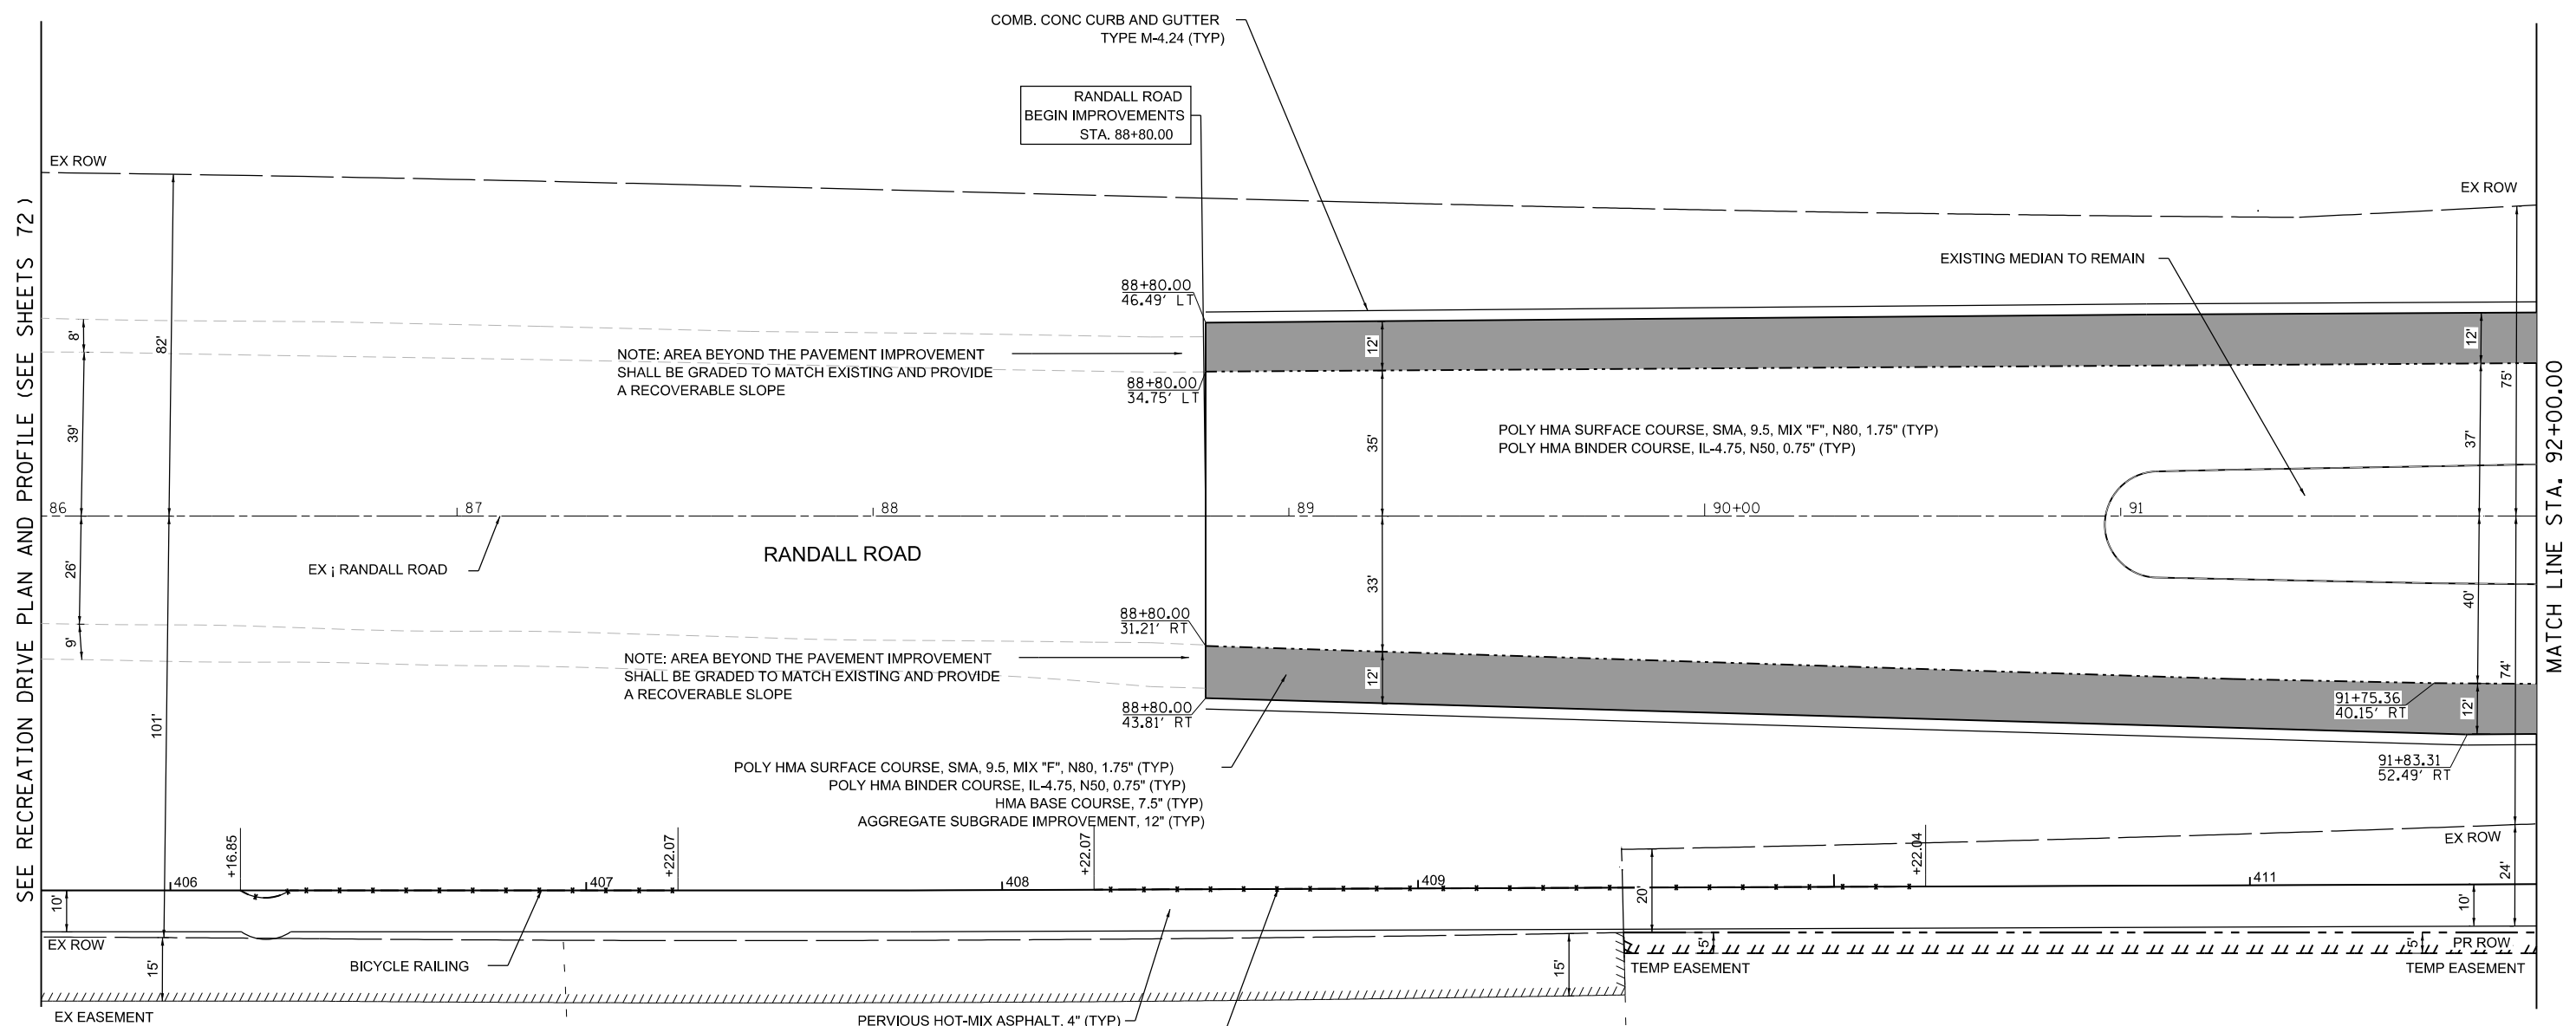 COMB. CONC CURB AND GUTTER
TYPE M-4.24 (TYP)
RANDALL ROAD
BEGIN IMPROVEMENTS
STA. 88+80.00
EX ROW
EX ROW
SEE RECREATION DRIVE PLAN AND PROFILE (SEE SHEETS 72 )
MATCH LINE STA. 92+00.00
EXISTING MEDIAN TO REMAIN
88+80.00
46.49' LT
8'
82'
12'
12'
NOTE: AREA BEYOND THE PAVEMENT IMPROVEMENT
SHALL BE GRADED TO MATCH EXISTING AND PROVIDE
A RECOVERABLE SLOPE
88+80.00
34.75' LT
75'
39'
35'
37'
POLY HMA SURFACE COURSE, SMA, 9.5, MIX "F", N80, 1.75" (TYP)
POLY HMA BINDER COURSE, IL-4.75, N50, 0.75" (TYP)
86
87
88
89
90+00
91
RANDALL ROAD
EX ¡ RANDALL ROAD
26'
33'
40'
88+80.00
31.21' RT
9'
NOTE: AREA BEYOND THE PAVEMENT IMPROVEMENT
SHALL BE GRADED TO MATCH EXISTING AND PROVIDE
A RECOVERABLE SLOPE
12'
74'
91+75.36
40.15' RT
12'
88+80.00
43.81' RT
101'
91+83.31
52.49' RT
POLY HMA SURFACE COURSE, SMA, 9.5, MIX "F", N80, 1.75" (TYP)
POLY HMA BINDER COURSE, IL-4.75, N50, 0.75" (TYP)
HMA BASE COURSE, 7.5" (TYP)
AGGREGATE SUBGRADE IMPROVEMENT, 12" (TYP)
+16.85
+22.07
+22.07
+22.04
EX ROW
406
407
408
409
411
10'
20'
24'
10'
EX ROW
15'
BICYCLE RAILING
15'
5'
5'
PR ROW
TEMP EASEMENT
TEMP EASEMENT
EX EASEMENT
PERVIOUS HOT-MIX ASPHALT, 4" (TYP)